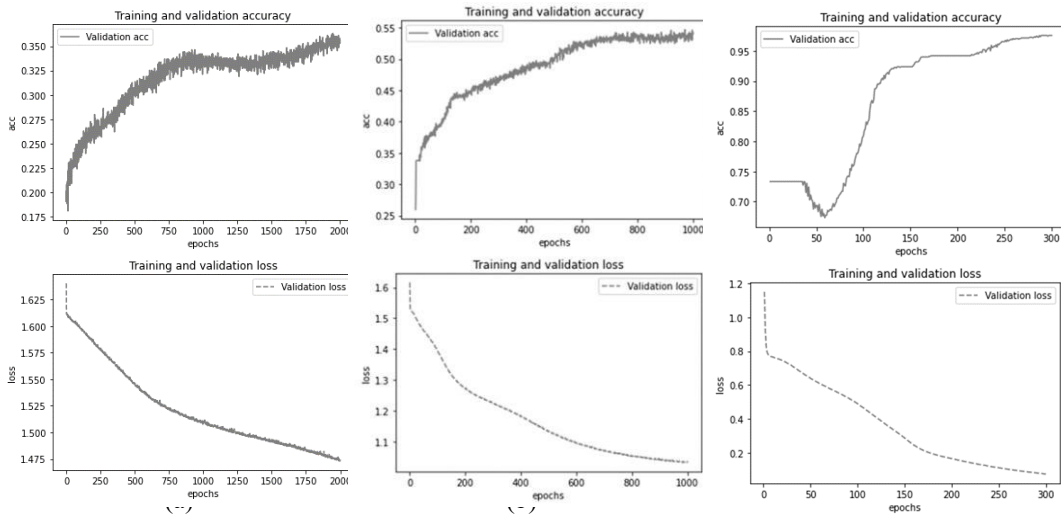 Training and validation accuracy
Validation acc
0.350
0.325
0.300
0.275
0.250
0.225
0.200
0.175
acc
0 250 500 750 1000 1250 1500 1750 2000
epochs
Training and validation accuracy
Validation acc
0.55
0.50
0.45
0.40
0.35
0.30
0.25
acc
0 200 400 600 800 1000
epochs
Training and validation accuracy
Validation acc
0.95
0.90
0.85
0.80
0.75
0.70
acc
0 50 100 150 200 250 300
epochs
Training and validation loss
Validation loss
1.625
1.600
1.575
1.550
1.525
1.500
1.475
loss
0 250 500 750 1000 1250 1500 1750 2000
epochs
Training and validation loss
Validation loss
1.6
1.5
1.4
1.3
1.2
1.1
loss
0 200 400 600 800 1000
epochs
Training and validation loss
Validation loss
1.2
1.0
0.8
0.6
0.4
0.2
loss
0 50 100 150 200 250 300
epochs